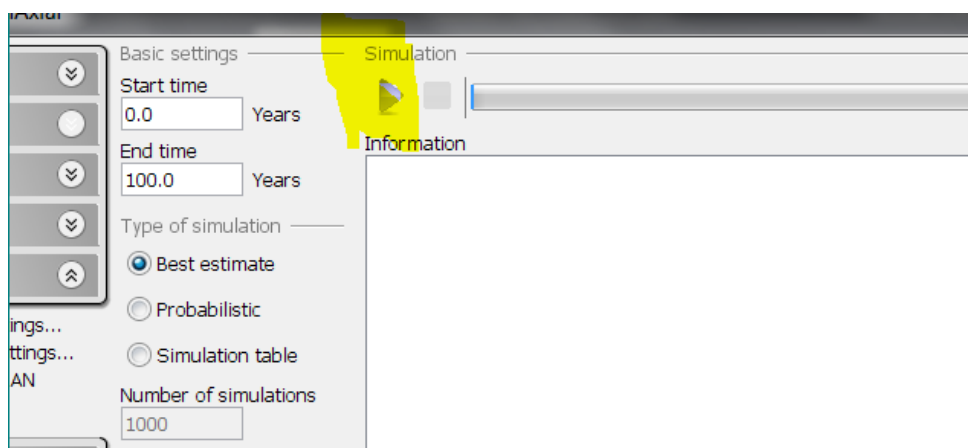 Basic settings
Simulation
Start time
0.0 Years
Information
End time
100.0 Years
Type of simulation
Best estimate
Probabilistic
ings...
ttings...
Simulation table
AN
Number of simulations
1000